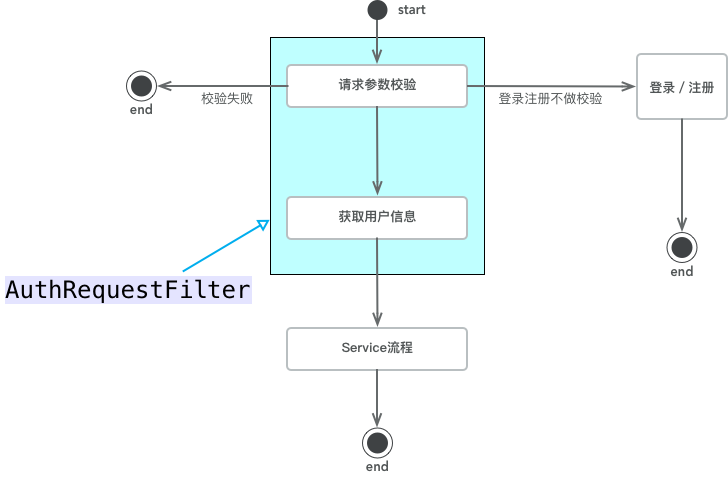 start
请求参数校验
登录 / 注册
校验失败
登录注册不做校验
end
获取用户信息
end
AuthRequestFilter
Service流程
end